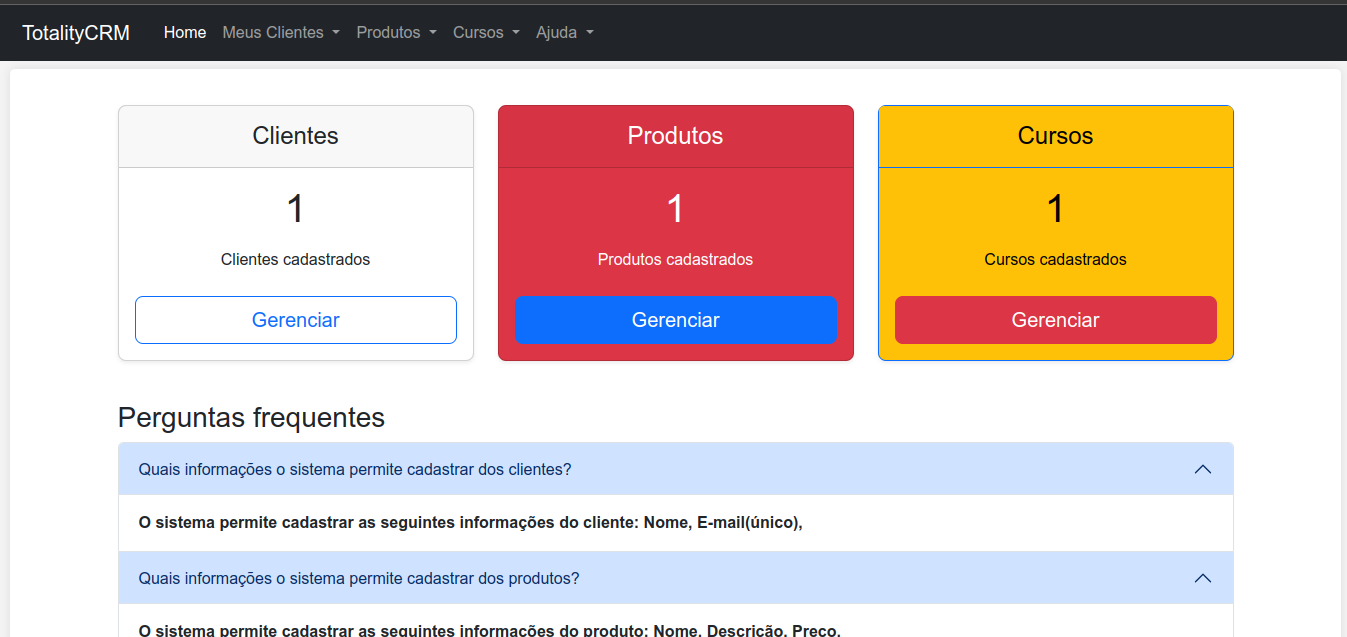 TotalityCRM Home Meus Clientes Produtos Cursos Ajuda
Clientes
1
Clientes cadastrados
Gerenciar
Produtos
1
Produtos cadastrados
Gerenciar
Cursos
1
Cursos cadastrados
Gerenciar
Perguntas frequentes
Quais informações o sistema permite cadastrar dos clientes?
O sistema permite cadastrar as seguintes informações do cliente: Nome, E-mail(único),
Quais informações o sistema permite cadastrar dos produtos?
O sistema permite cadastrar as seguintes informações do produto: Nome, Descrição, Preço,